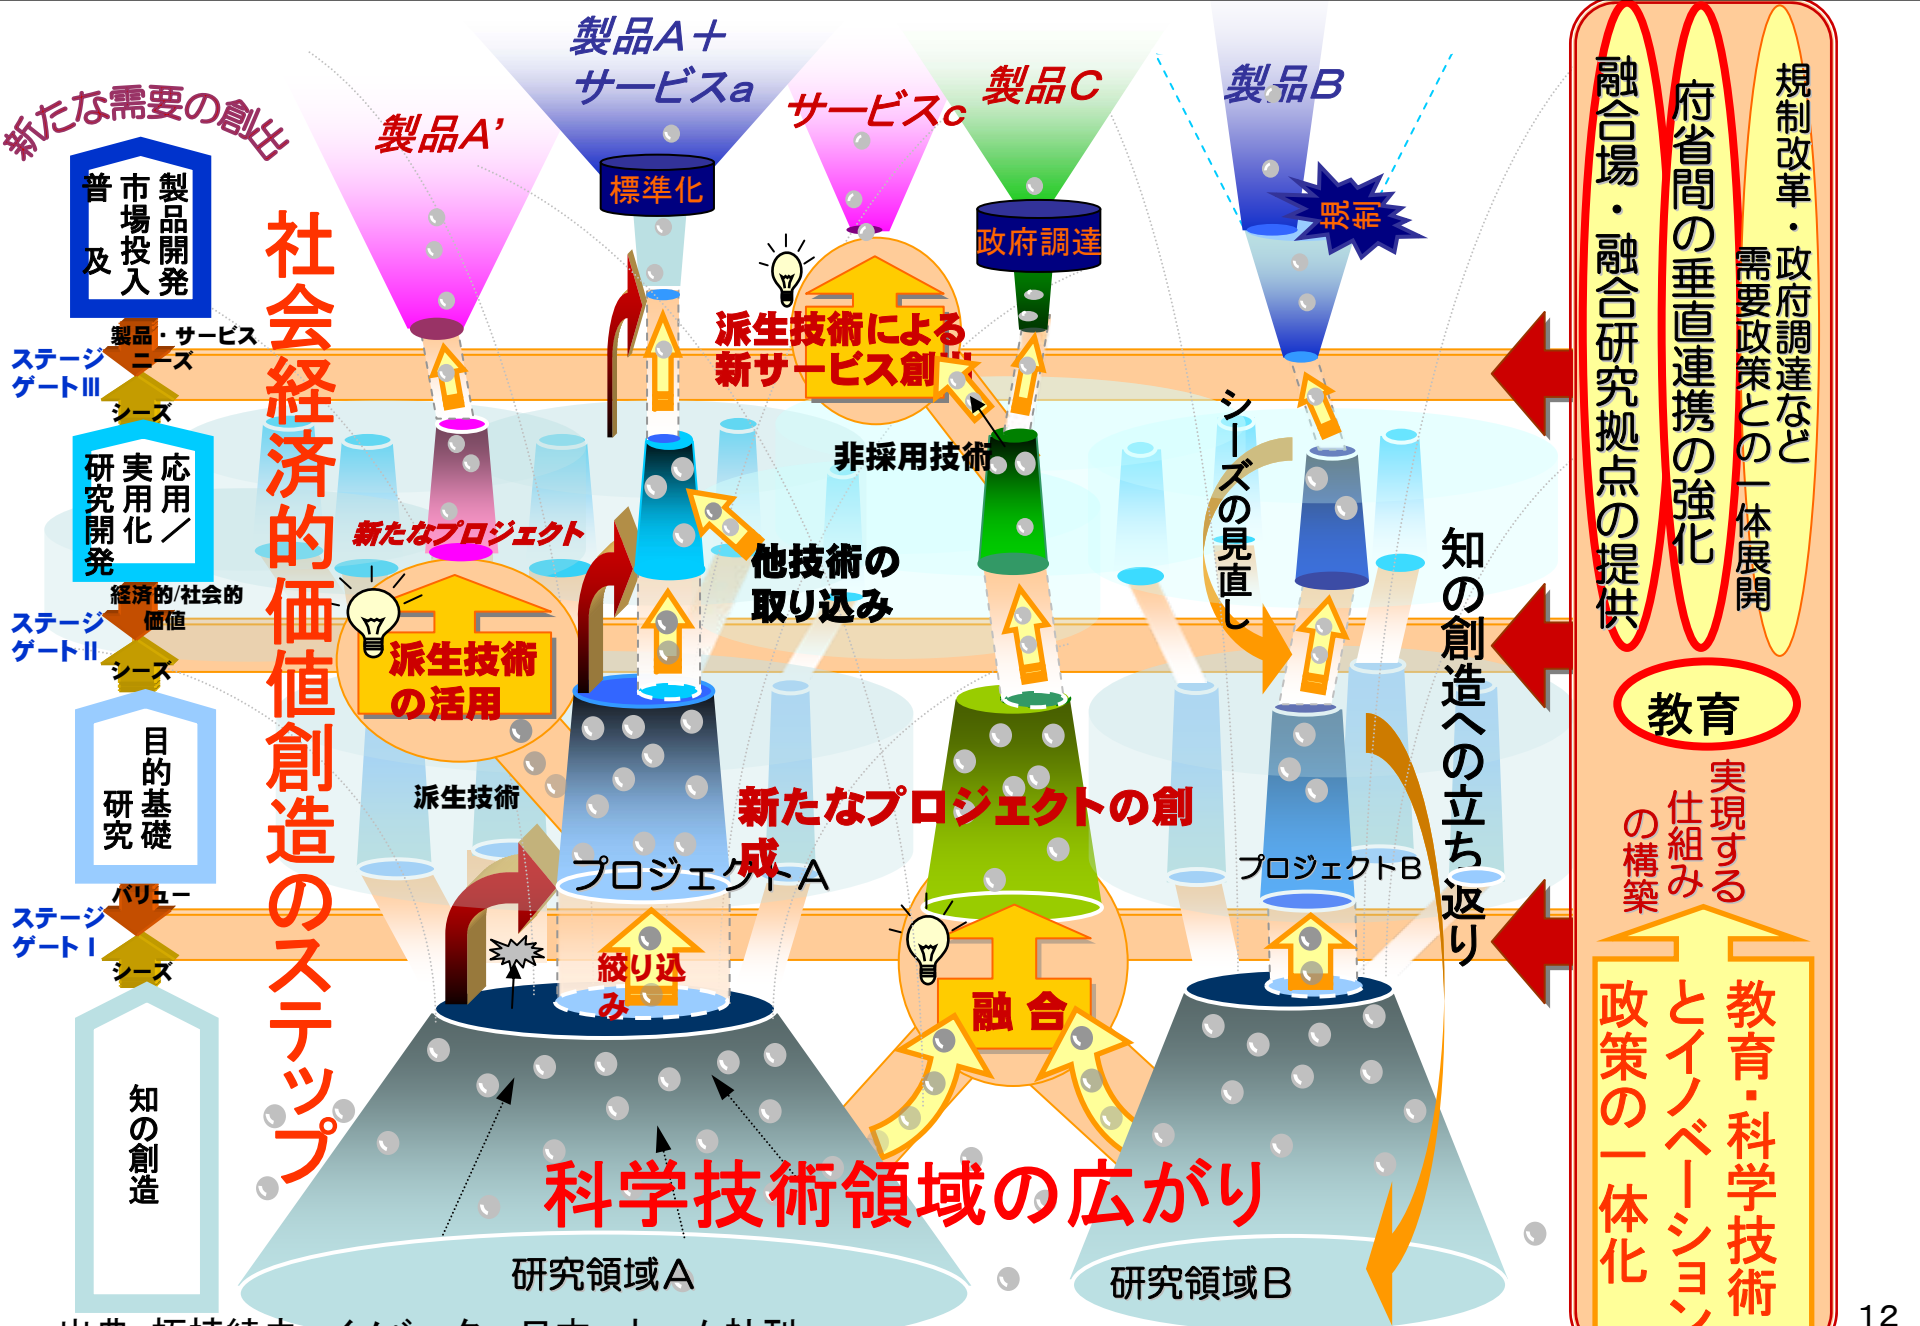 新たな需要の創出
製品開発
市場投入
普及
製品・サービス
ニーズ
ステージ
ゲートⅢ
シーズ
応用／
実用化
研究開発
経済的/社会的
価値
ステージ
ゲートⅡ
シーズ
目的基礎
研究
バリュー
ステージ
ゲートⅠ
シーズ
知の創造
社会経済的価値創造のステップ
製品A’
製品A＋
サービスa
標準化
サービスc
製品C
政府調達
製品B
規制
派生技術による
新サービス創
非採用技術
シーズの見直し
新たなプロジェクト
他技術の
取り込み
派生技術
の活用
派生技術
新たなプロジェクトの創
成
プロジェクトA
プロジェクトB
知の創造への立ち返り
絞り込
み
融合
科学技術領域の広がり
研究領域A
研究領域B
規制改革・政府調達など
需要政策との一体展開
府省間の垂直連携の強化
融合場・融合研究拠点の提供
教育
実現する
仕組み
の構築
教育・科学技術
とイノベーション
政策の一体化
12